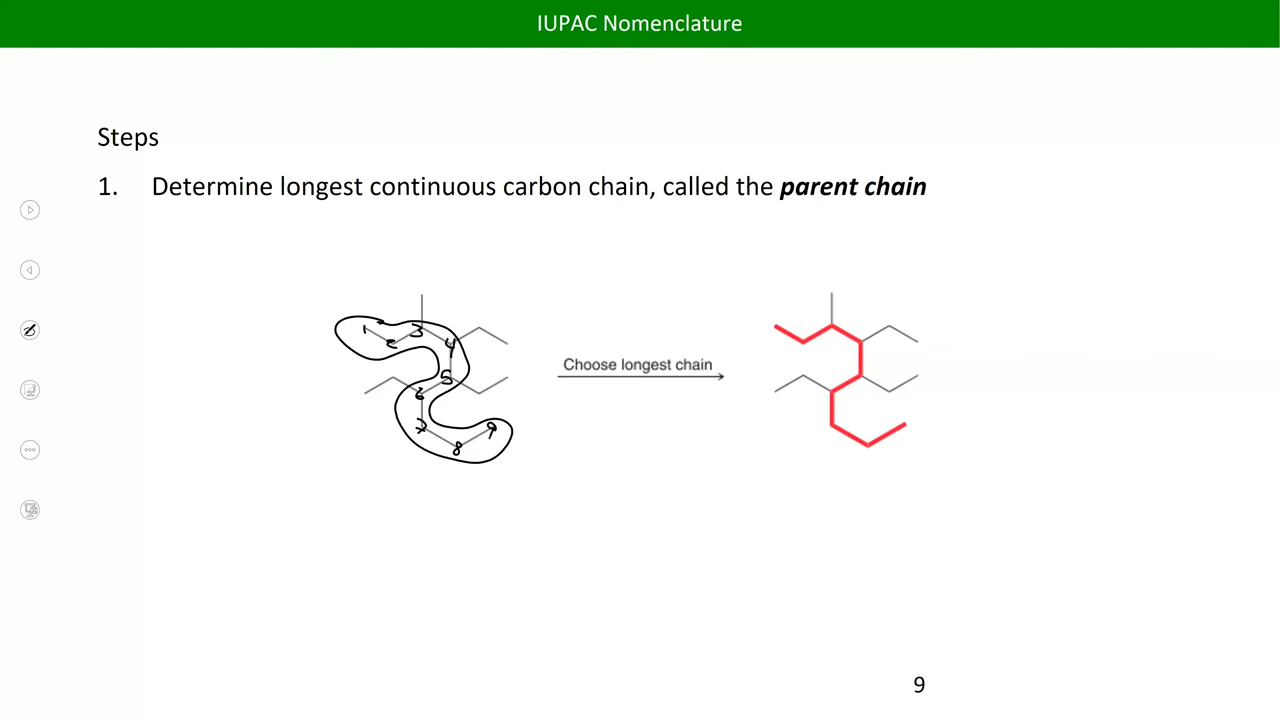 IUPAC Nomenclature
Steps
1. Determine longest continuous carbon chain, called the parent chain
1 2 3 4 5 6 7 8 9
Choose longest chain
9